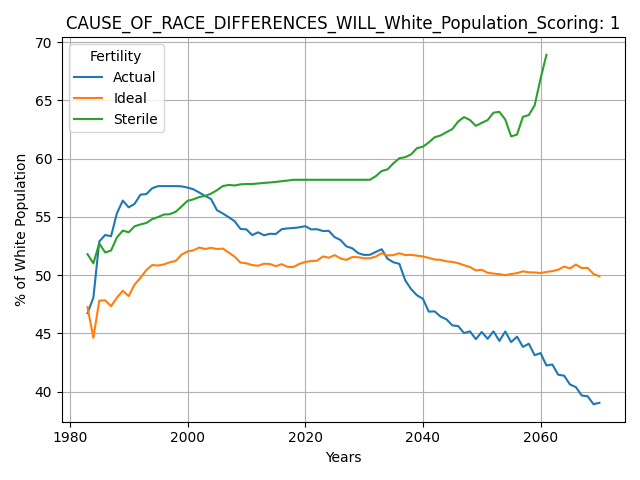 CAUSE_OF_RACE_DIFFERENCES_WILL_White_Population_Scoring: 1
Fertility
Actual
Ideal
Sterile
% of White Population
70
65
60
55
50
45
40
1980
2000
2020
2040
2060
Years